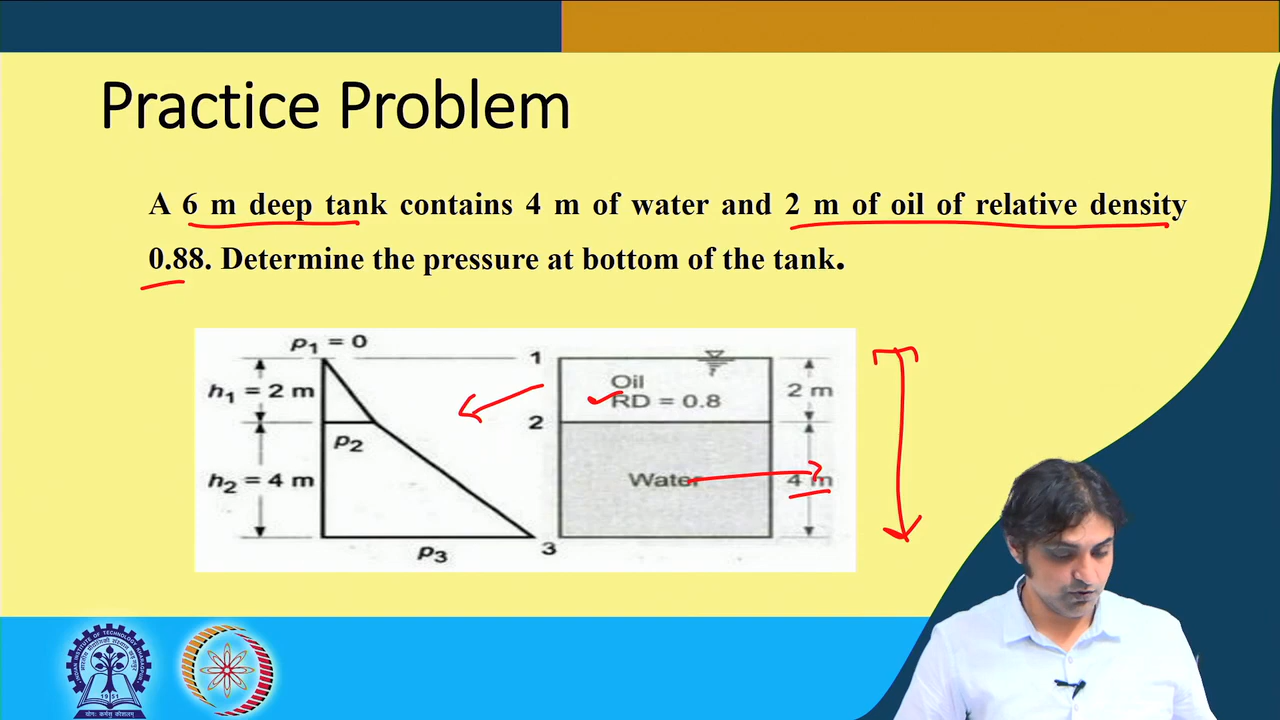 Practice Problem
A 6 m deep tank contains 4 m of water and 2 m of oil of relative density
0.88. Determine the pressure at bottom of the tank.
p1 = 0
h1 = 2 m
p2
h2 = 4 m
p3
1
2
3
Oil
RD = 0.8
Water
2 m
4 m
1951